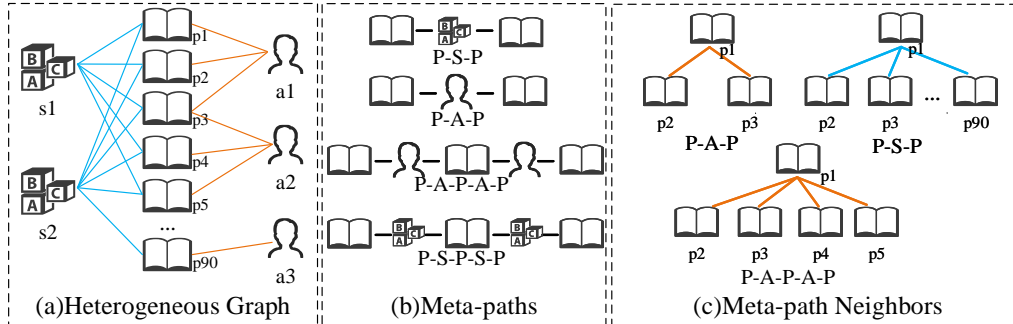 s1
s2
p1
p2
p3
p4
p5
...
p90
a1
a2
a3
(a)Heterogeneous Graph
P-S-P
P-A-P
P-A-P-A-P
P-S-P-S-P
(b)Meta-paths
p1
p2 p3
P-A-P
p1
p2 p3 ... p90
P-S-P
p1
p2 p3 p4 p5
P-A-P-A-P
(c)Meta-path Neighbors